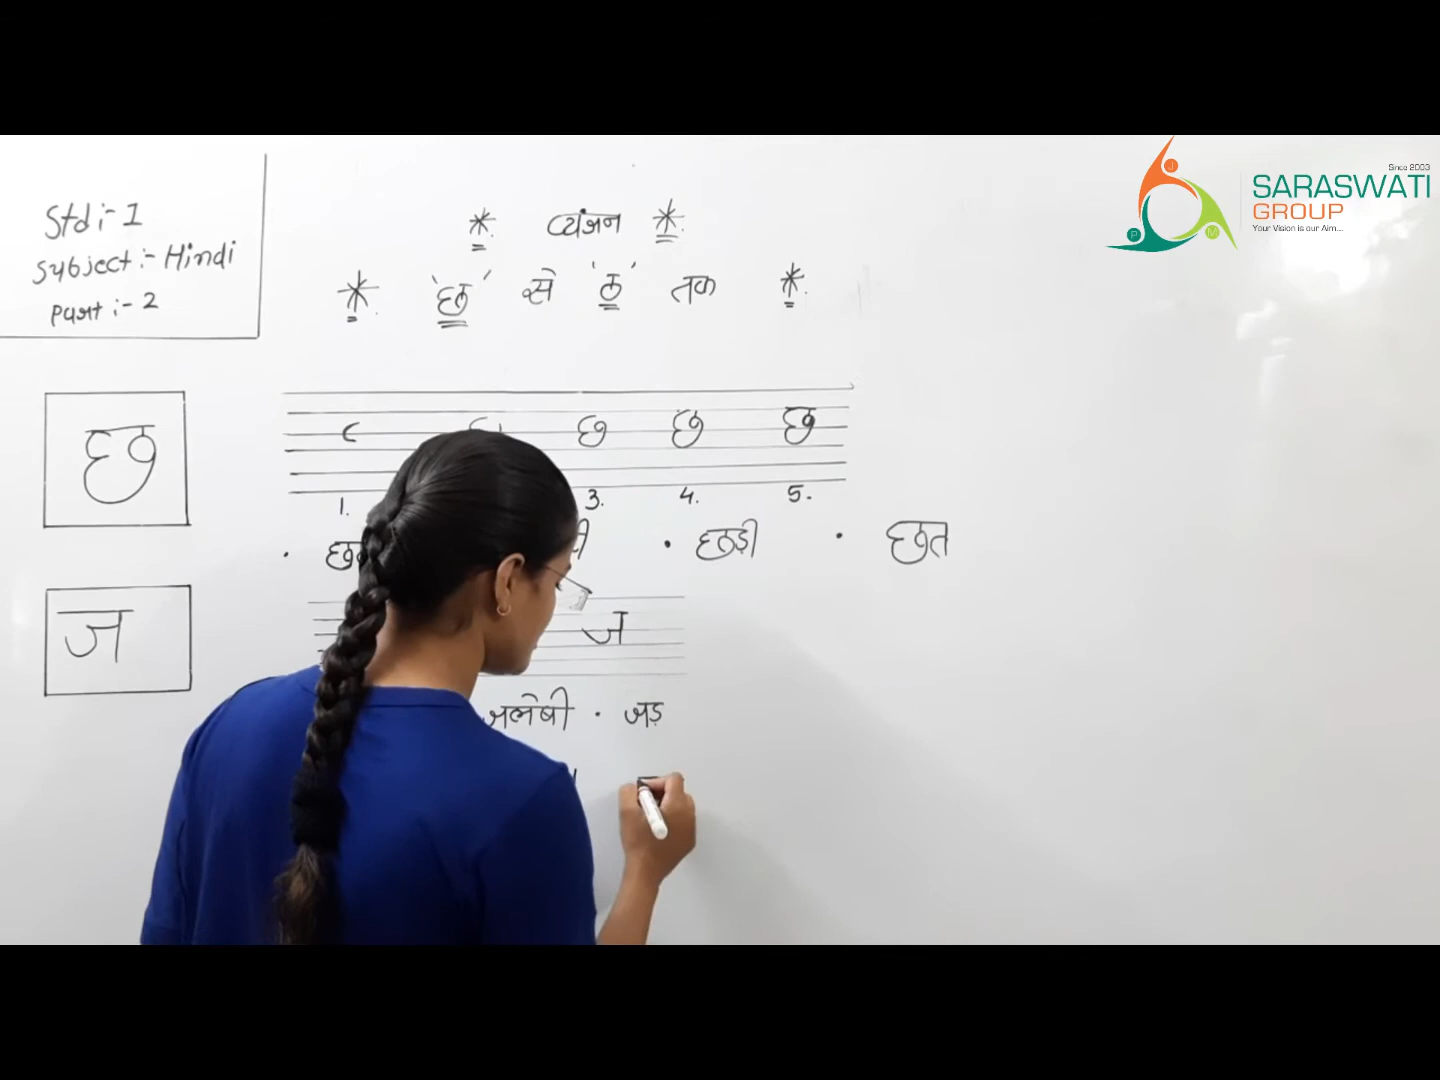 Std :- 1
Subject :- Hindi
Part :- 2
* व्यंजन *
* 'छ' से 'ठ' तक *
Since 2003
SARASWATI
GROUP
Your Vision is our Aim...
J
P
M
छ
छ छ छ
1. 3. 4. 5.
• • छड़ी • छत
ज
ज
जलेबी • जड़